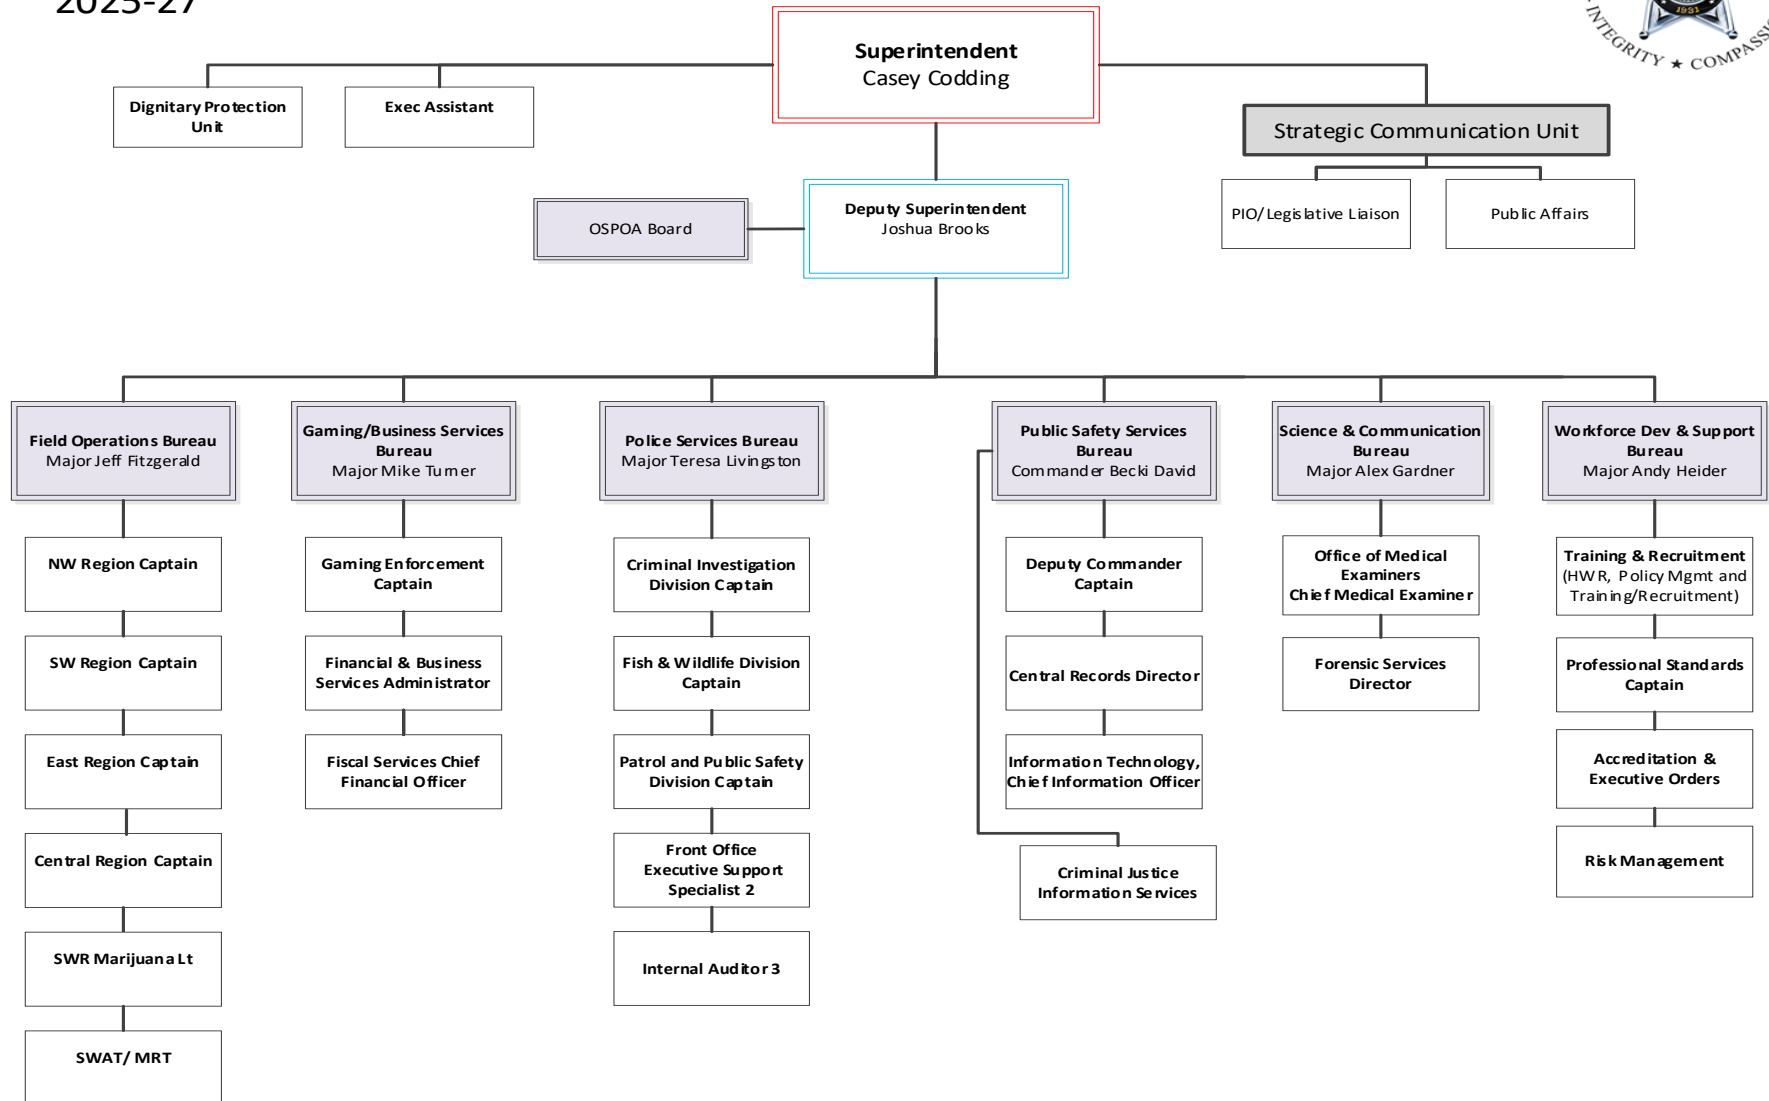 2025-27
1931
INTEGRITY ★ COMPASS
Superintendent
Casey Codding
Dignitary Protection
Unit
Exec Assistant
Strategic Communication Unit
PIO/Legislative Liaison
Public Affairs
Deputy Superintendent
Joshua Brooks
OSPOA Board
Field Operations Bureau
Major Jeff Fitzgerald
NW Region Captain
SW Region Captain
East Region Captain
Central Region Captain
SWR Marijuana Lt
SWAT/ MRT
Gaming/Business Services
Bureau
Major Mike Turner
Gaming Enforcement
Captain
Financial & Business
Services Administrator
Fiscal Services Chief
Financial Officer
Police Services Bureau
Major Teresa Livingston
Criminal Investigation
Division Captain
Fish & Wildlife Division
Captain
Patrol and Public Safety
Division Captain
Front Office
Executive Support
Specialist 2
Internal Auditor 3
Public Safety Services
Bureau
Commander Becki David
Deputy Commander
Captain
Central Records Director
Information Technology,
Chief Information Officer
Criminal Justice
Information Services
Science & Communication
Bureau
Major Alex Gardner
Office of Medical
Examiners
Chief Medical Examiner
Forensic Services
Director
Workforce Dev & Support
Bureau
Major Andy Heider
Training & Recruitment
(HWR, Policy Mgmt and
Training/Recruitment)
Professional Standards
Captain
Accreditation &
Executive Orders
Risk Management